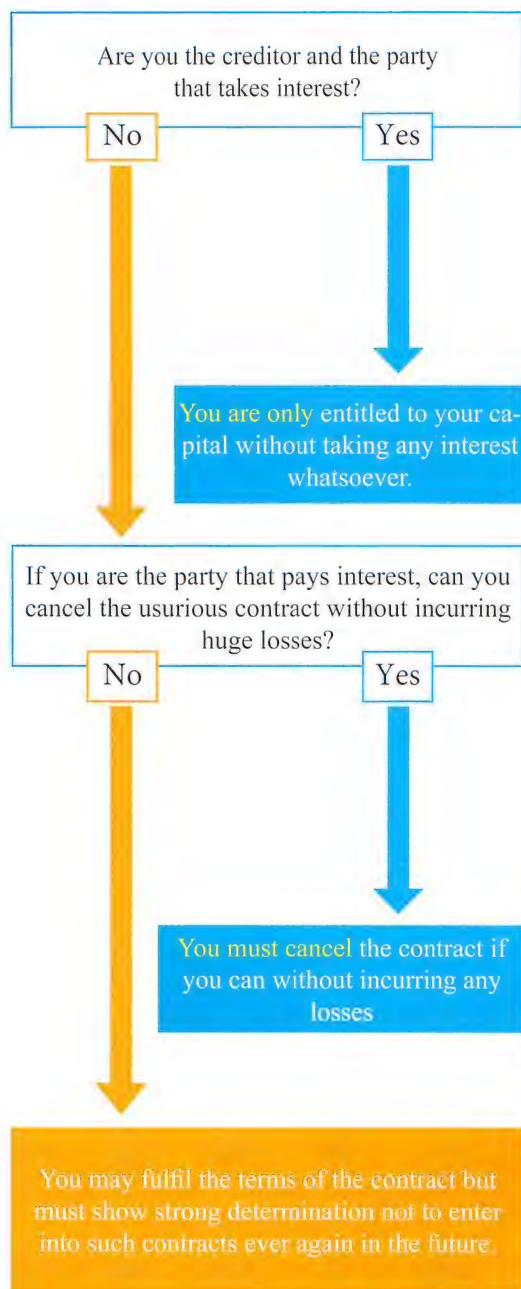 Are you the creditor and the party
that takes interest?
No
Yes
You are only entitled to your ca-
pital without taking any interest
whatsoever.
If you are the party that pays interest, can you
cancel the usurious contract without incurring
huge losses?
No
Yes
You must cancel the contract if
you can without incurring any
losses
You may fulfil the terms of the contract but
must show strong determination not to enter
into such contracts ever again in the future.